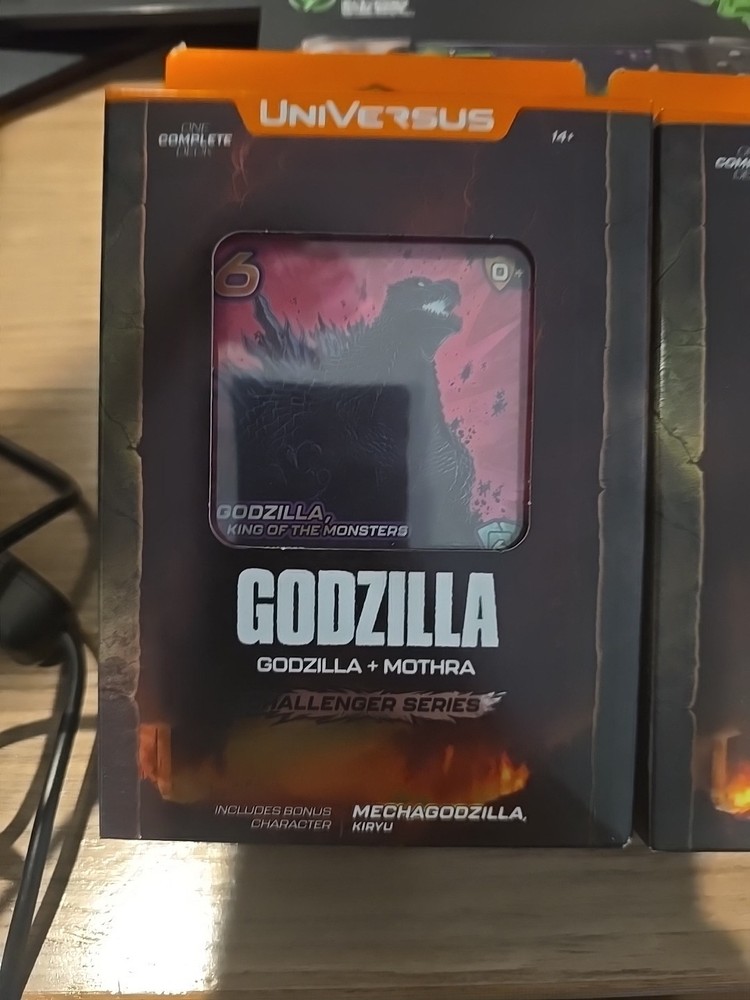 UNIVERSUS
ONE
COMPLETE
DECK
14+
6
0
GODZILLA,
KING OF THE MONSTERS
GODZILLA
GODZILLA + MOTHRA
CHALLENGER SERIES
INCLUDES BONUS
CHARACTER
MECHAGODZILLA,
KIRYU